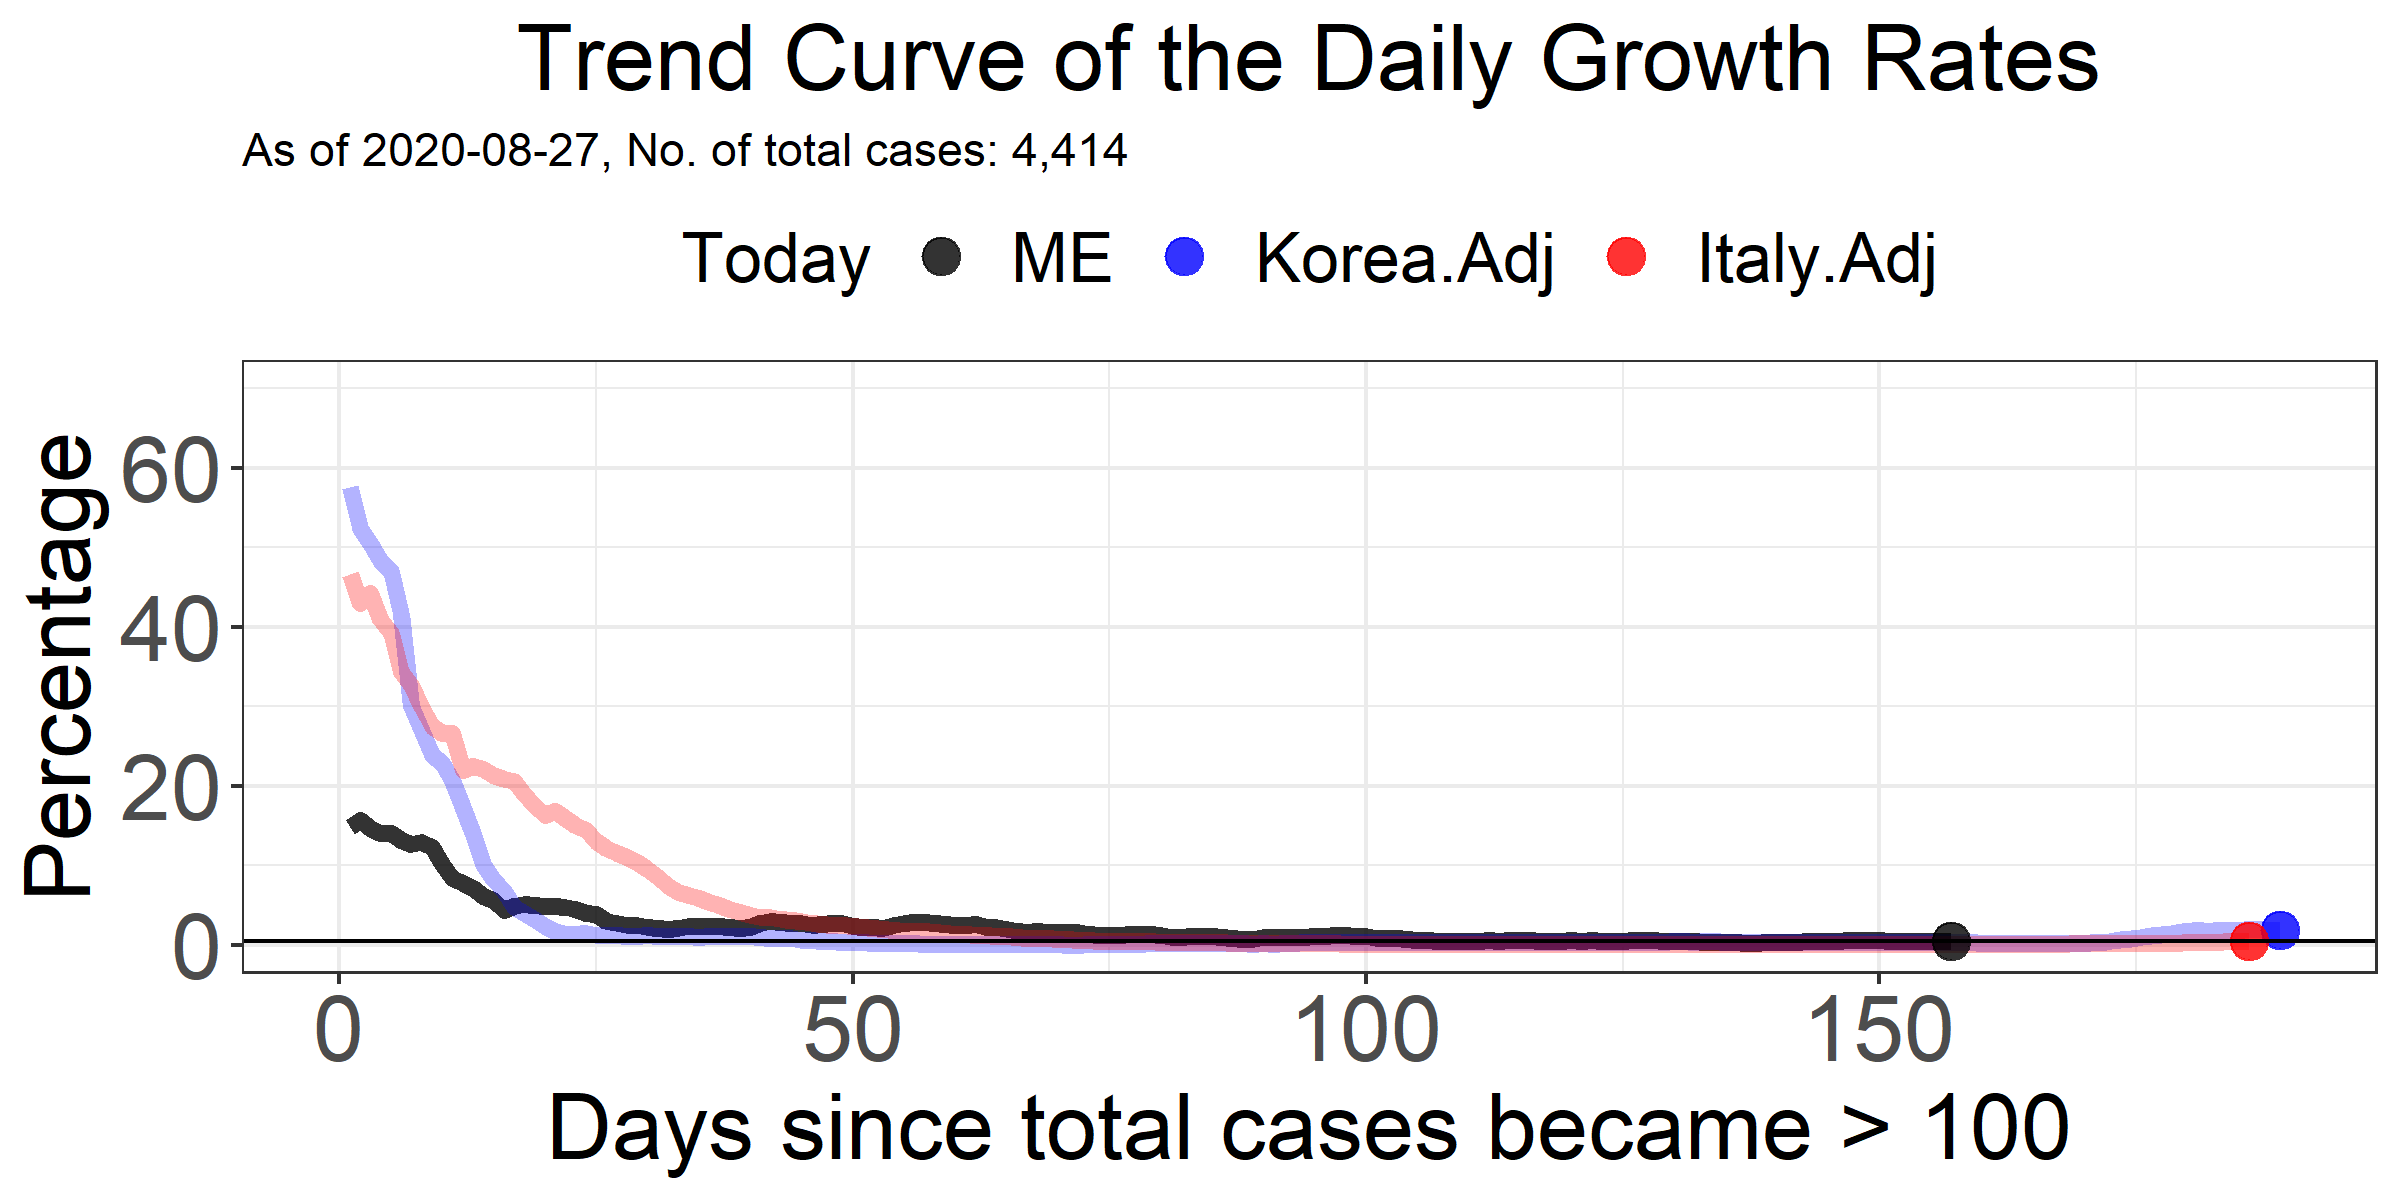 Trend Curve of the Daily Growth Rates
As of 2020-08-27, No. of total cases: 4,414
Today ME Korea.Adj Italy.Adj
Percentage
60
40
20
0
0 50 100 150
Days since total cases became > 100